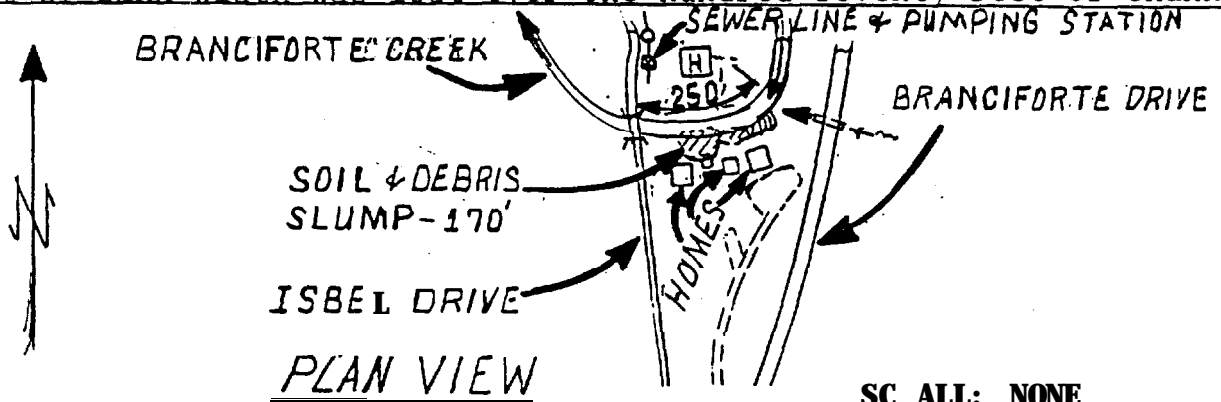 SEWER LINE & PUMPING STATION
BRANCIFORTE CREEK
H
250'
BRANCIFORTE DRIVE
SOIL & DEBRIS
SLUMP-170'
HOMES
ISBEL DRIVE
N
PLAN VIEW
SC ALL: NONE